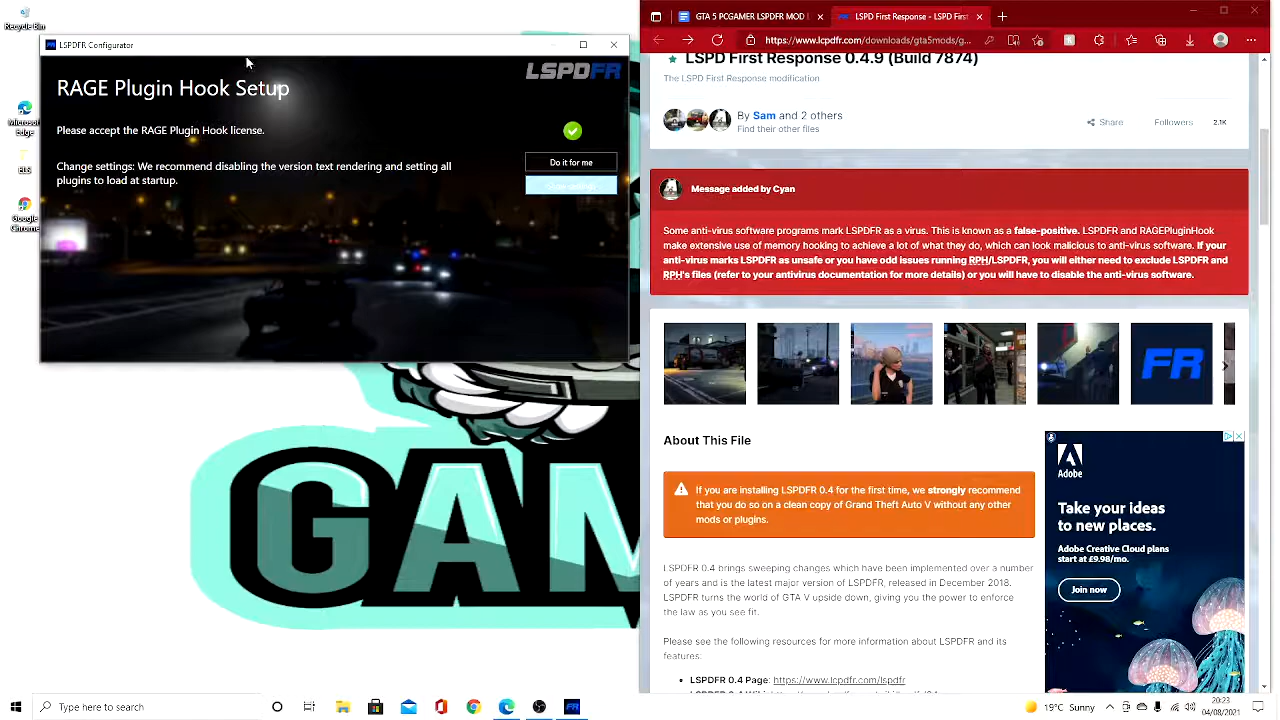 Recycle Bin
Microsoft
Edge
ELS
Google
Chrome
LSPDFR Configurator
RAGE Plugin Hook Setup
LSPDFR
You accept the RAGE Plugin Hook license.
Change settings: We recommend disabling the version text rendering and setting all
plugins to load at startup.
Do it for me
GAM
GTA 5 PCGAMER LSPDFR MOD I
LSPD First Response - LSPD First
https://www.lcpdfr.com/downloads/gta5mods/g...
LSPD First Response 0.4.9 (Build 7874)
The LSPD First Response modification
By Sam and 2 others
Find their other files
Share
Followers
2.1K
Message added by Cyan
Some anti-virus software programs mark LSPDFR as a virus. This is known as a false-positive. LSPDFR and RAGEPluginHook
make extensive use of memory hooking to achieve a lot of what they do, which can look malicious to anti-virus software. If your
anti-virus marks LSPDFR as unsafe or you have odd issues running RPH/LSPDFR, you will either need to exclude LSPDFR and
RPH's files (refer to your antivirus documentation for more details) or you will have to disable the anti-virus software.
FR
About This File
If you are installing LSPDFR 0.4 for the first time, we strongly recommend
that you do so on a clean copy of Grand Theft Auto V without any other
mods or plugins.
LSPDFR 0.4 brings sweeping changes which have been implemented over a number
of years and is the latest major version of LSPDFR, released in December 2018.
LSPDFR turns the world of GTA V upside down, giving you the power to enforce
the law as you see fit.
Please see the following resources for more information about LSPDFR and its
features:
LSPDFR 0.4 Page: https://www.lcpdfr.com/lspdfr
Adobe
Take your ideas
to new places.
Adobe Creative Cloud plans
start at £9.98/mo.
Join now
Type here to search
19°C Sunny
20:23
04/08/2021